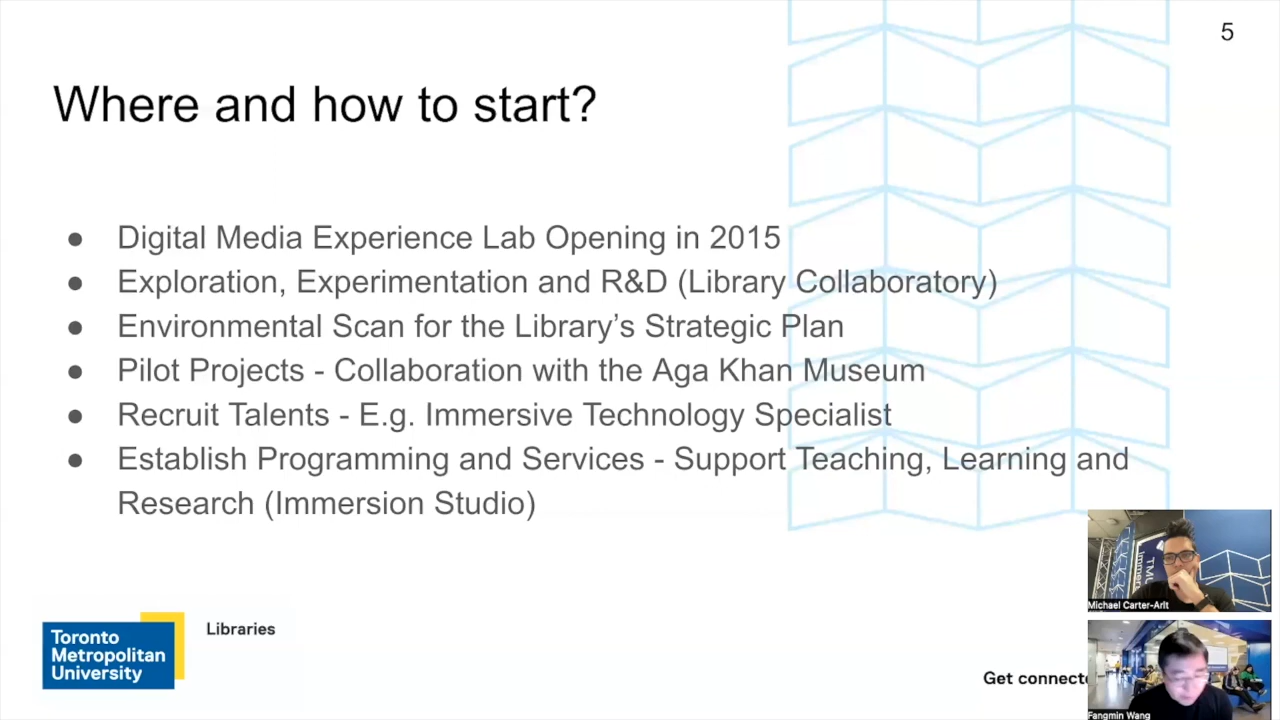 5
Where and how to start?
● Digital Media Experience Lab Opening in 2015
● Exploration, Experimentation and R&D (Library Collaboratory)
● Environmental Scan for the Library’s Strategic Plan
● Pilot Projects - Collaboration with the Aga Khan Museum
● Recruit Talents - E.g. Immersive Technology Specialist
● Establish Programming and Services - Support Teaching, Learning and
Research (Immersion Studio)
Toronto
Metropolitan
University
Libraries
Get connecte
TMU
Michael Carter-Arlt
Fangmin Wang